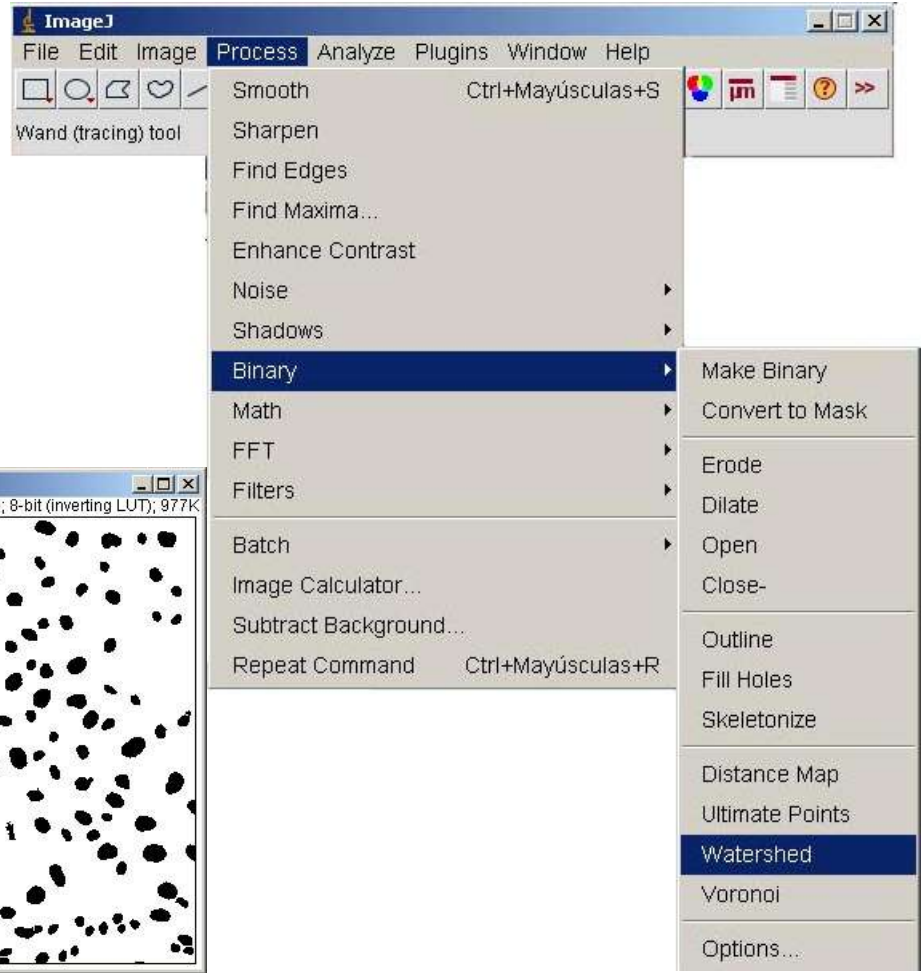 ImageJ
File Edit Image Process Analyze Plugins Window Help
Wand (tracing) tool
Smooth Ctrl+Mayúsculas+S
Sharpen
Find Edges
Find Maxima...
Enhance Contrast
Noise
Shadows
Binary
Math
FFT
Filters
Batch
Image Calculator...
Subtract Background...
Repeat Command Ctrl+Mayúsculas+R
Make Binary
Convert to Mask
Erode
Dilate
Open
Close-
Outline
Fill Holes
Skeletonize
Distance Map
Ultimate Points
Watershed
Voronoi
Options...
; 8-bit (inverting LUT); 977K